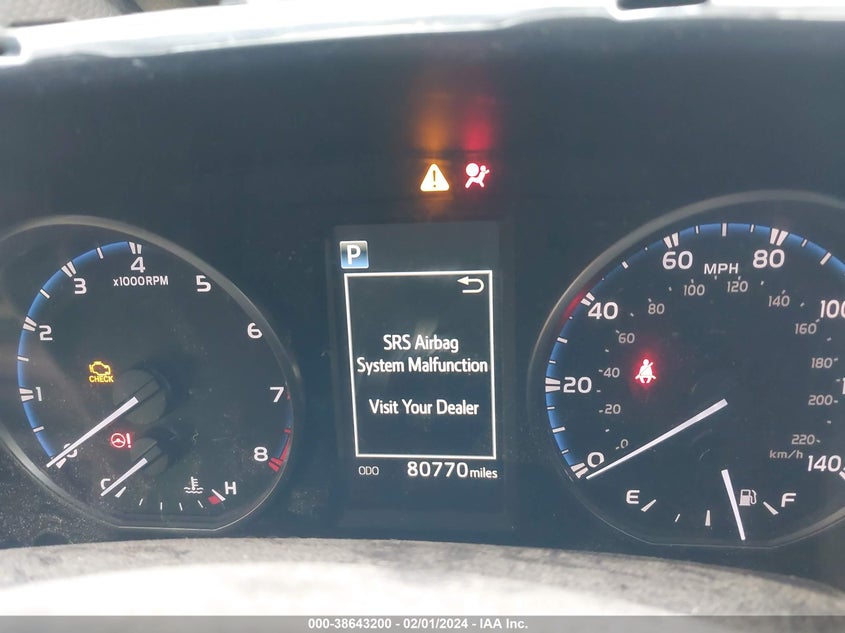 P
SRS Airbag
System Malfunction
Visit Your Dealer
ODO 80770 miles
1 2 3 4 5 6 7 8
x1000RPM
CHECK
C H
0 20 40 60 80 100 140
MPH
0 20 40 60 80 100 120 140 160 180 200 220
km/h
E F
000-38643200 - 02/01/2024 - IAA Inc.